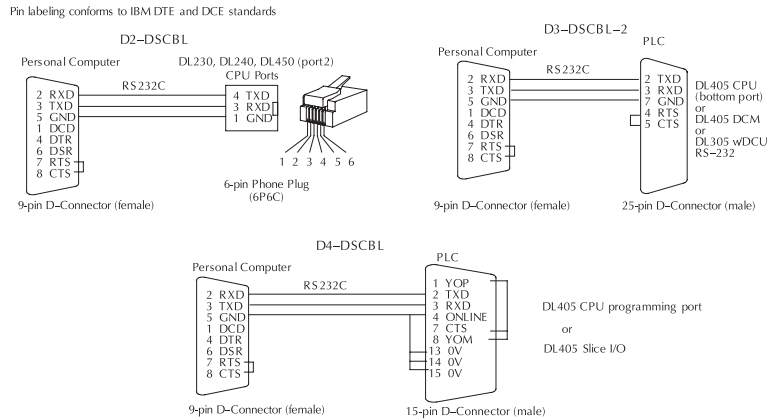 Pin labeling conforms to IBM DTE and DCE standards
D2–DSCBL
Personal Computer
DL230, DL240, DL450 (port2)
CPU Ports
RS232C
2 RXD
3 TXD
5 GND
1 DCD
4 DTR
6 DSR
7 RTS
8 CTS
4 TXD
3 RXD
1 GND
1 2 3 4 5 6
6-pin Phone Plug
(6P6C)
9-pin D–Connector (female)
D3–DSCBL–2
Personal Computer
PLC
RS232C
2 RXD
3 TXD
5 GND
1 DCD
4 DTR
6 DSR
7 RTS
8 CTS
2 TXD
3 RXD
7 GND
4 RTS
5 CTS
DL405 CPU
(bottom port)
or
DL405 DCM
or
DL305 wDCU
RS–232
9-pin D–Connector (female)
25-pin D–Connector (male)
D4–DSCBL
Personal Computer
PLC
RS232C
2 RXD
3 TXD
5 GND
1 DCD
4 DTR
6 DSR
7 RTS
8 CTS
1 YOP
2 TXD
3 RXD
4 ONLINE
7 CTS
8 YOM
13 0V
14 0V
15 0V
DL405 CPU programming port
or
DL405 Slice I/O
9-pin D–Connector (female)
15-pin D–Connector (male)